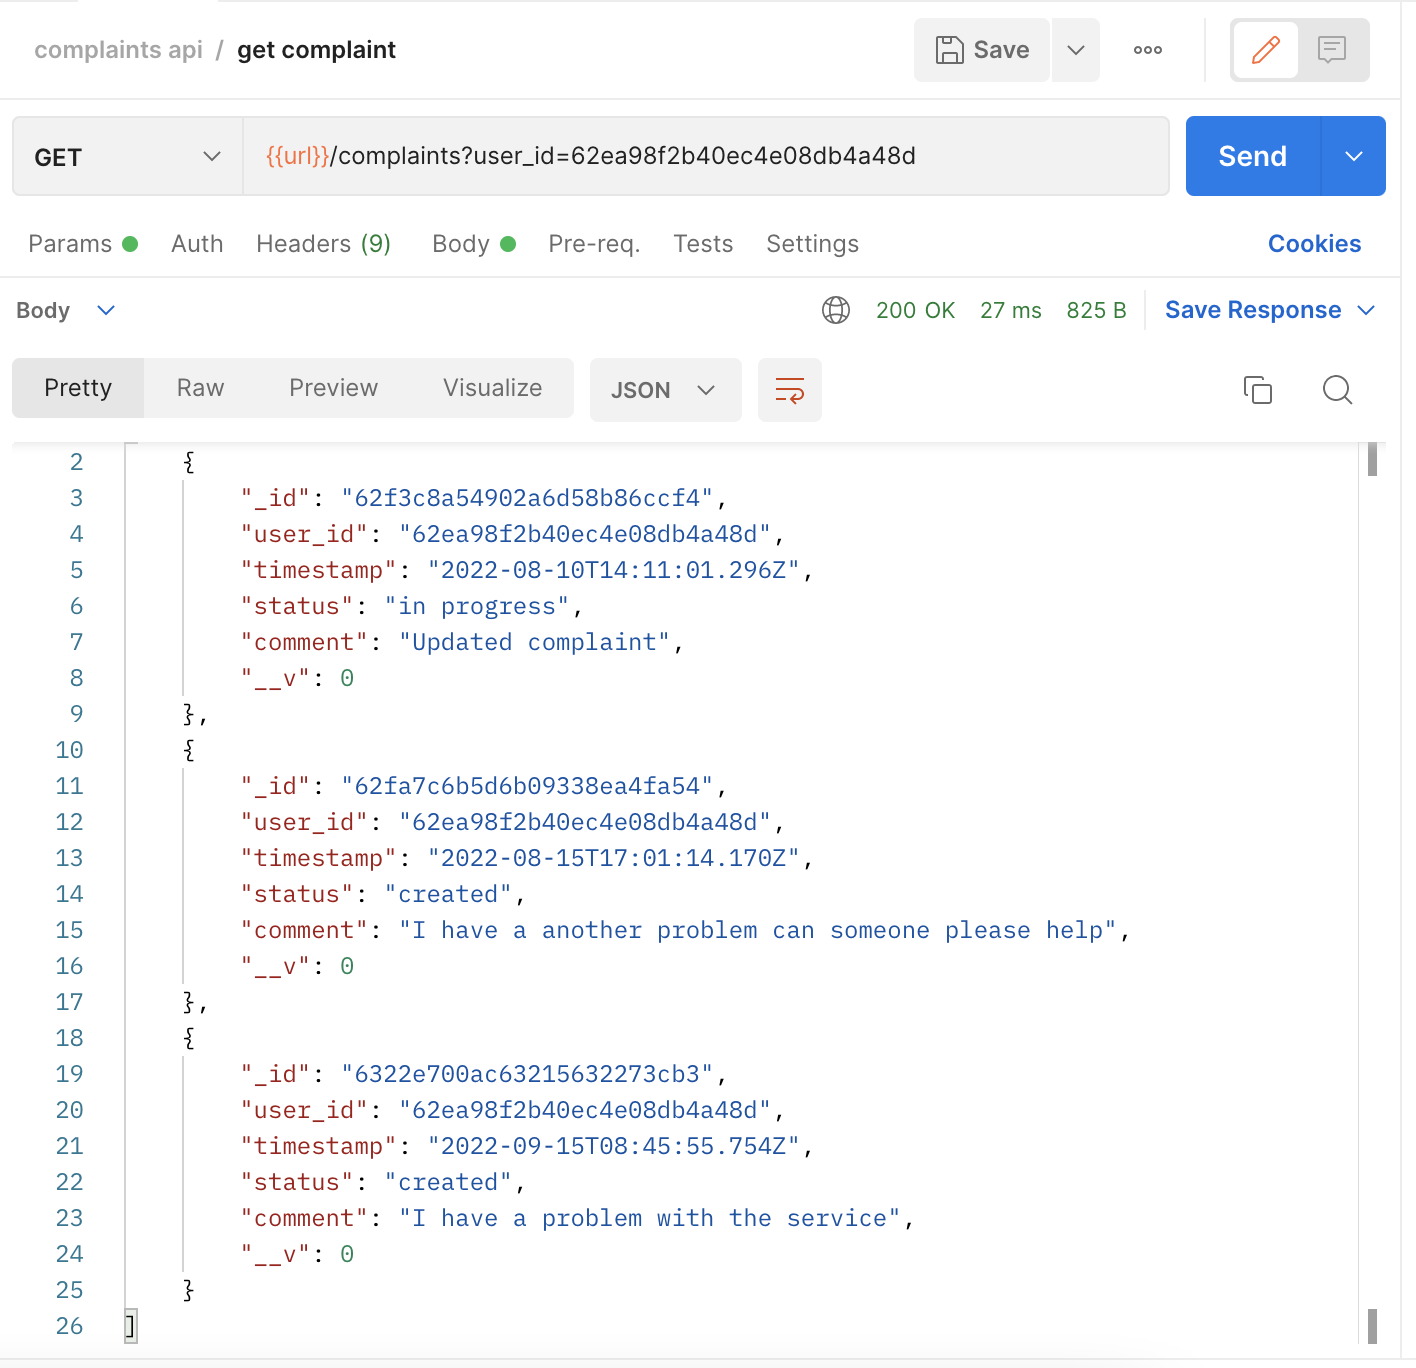 complaints api / get complaint
Save
GET
{{url}}/complaints?user_id=62ea98f2b40ec4e08db4a48d
Send
Params Auth Headers (9) Body Pre-req. Tests Settings Cookies
Body 200 OK 27 ms 825 B Save Response
Pretty Raw Preview Visualize JSON
2 {
3 "_id": "62f3c8a54902a6d58b86ccf4",
4 "user_id": "62ea98f2b40ec4e08db4a48d",
5 "timestamp": "2022-08-10T14:11:01.296Z",
6 "status": "in progress",
7 "comment": "Updated complaint",
8 "__v": 0
9 },
10 {
11 "_id": "62fa7c6b5d6b09338ea4fa54",
12 "user_id": "62ea98f2b40ec4e08db4a48d",
13 "timestamp": "2022-08-15T17:01:14.170Z",
14 "status": "created",
15 "comment": "I have a another problem can someone please help",
16 "__v": 0
17 },
18 {
19 "_id": "6322e700ac63215632273cb3",
20 "user_id": "62ea98f2b40ec4e08db4a48d",
21 "timestamp": "2022-09-15T08:45:55.754Z",
22 "status": "created",
23 "comment": "I have a problem with the service",
24 "__v": 0
25 }
26 ]